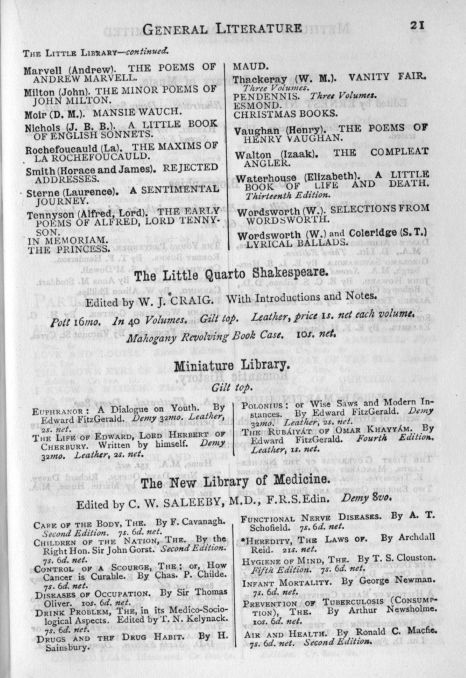 GENERAL LITERATURE 21
THE LITTLE LIBRARY—continued.
Marvell (Andrew). THE POEMS OF
ANDREW MARVELL.
Milton (John). THE MINOR POEMS OF
JOHN MILTON.
Moir (D. M.). MANSIE WAUCH.
Nichols (J. B. B.). A LITTLE BOOK
OF ENGLISH SONNETS.
Rochefoucauld (La). THE MAXIMS OF
LA ROCHEFOUCAULD.
Smith (Horace and James). REJECTED
ADDRESSES.
Sterne (Laurence). A SENTIMENTAL
JOURNEY.
Tennyson (Alfred, Lord). THE EARLY
POEMS OF ALFRED, LORD TENNY-
SON.
IN MEMORIAM.
THE PRINCESS.
MAUD.
Thackeray (W. M.). VANITY FAIR.
Three Volumes.
PENDENNIS. Three Volumes.
ESMOND.
CHRISTMAS BOOKS.
Vaughan (Henry). THE POEMS OF
HENRY VAUGHAN.
Walton (Izaak). THE COMPLEAT
ANGLER.
Waterhouse (Elizabeth). A LITTLE
BOOK OF LIFE AND DEATH.
Thirteenth Edition.
Wordsworth (W.). SELECTIONS FROM
WORDSWORTH.
Wordsworth (W.) and Coleridge (S. T.)
LYRICAL BALLADS.
The Little Quarto Shakespeare.
Edited by W. J. CRAIG. With Introductions and Notes.
Pott 16mo. In 40 Volumes. Gilt top. Leather, price 1s. net each volume.
Mahogany Revolving Book Case. 10s. net.
Miniature Library.
Gilt top.
EUPHRANOR: A Dialogue on Youth. By
Edward FitzGerald. Demy 32mo. Leather,
2s. net.
THE LIFE OF EDWARD, LORD HERBERT OF
CHERBURY. Written by himself. Demy
32mo. Leather, 2s. net.
POLONIUS: or Wise Saws and Modern In-
stances. By Edward FitzGerald. Demy
32mo. Leather, 2s. net.
THE RUBÁIYÁT OF OMAR KHAYYÁM. By
Edward FitzGerald. Fourth Edition.
Leather, 1s. net.
The New Library of Medicine.
Edited by C. W. SALEEBY, M.D., F.R.S.Edin. Demy 8vo.
CARE OF THE BODY, THE. By F. Cavanagh.
Second Edition. 7s. 6d. net.
CHILDREN OF THE NATION, THE. By the
Right Hon. Sir John Gorst. Second Edition.
7s. 6d. net.
CONTROL OF A SCOURGE, THE; or, How
Cancer is Curable. By Chas. P. Childe.
7s. 6d. net.
DISEASES OF OCCUPATION. By Sir Thomas
Oliver. 10s. 6d. net.
DRINK PROBLEM, THE, in its Medico-Socio-
logical Aspects. Edited by T. N. Kelynack.
7s. 6d. net.
DRUGS AND THE DRUG HABIT. By H.
Sainsbury.
FUNCTIONAL NERVE DISEASES. By A. T.
Schofield. 7s. 6d. net.
*HEREDITY, THE LAWS OF. By Archdall
Reid. 21s. net.
HYGIENE OF MIND, THE. By T. S. Clouston.
Fifth Edition. 7s. 6d. net.
INFANT MORTALITY. By George Newman.
7s. 6d. net.
PREVENTION OF TUBERCULOSIS (CONSUMP-
TION), THE. By Arthur Newsholme.
10s. 6d. net.
AIR AND HEALTH. By Ronald C. Macfie.
7s. 6d. net. Second Edition.